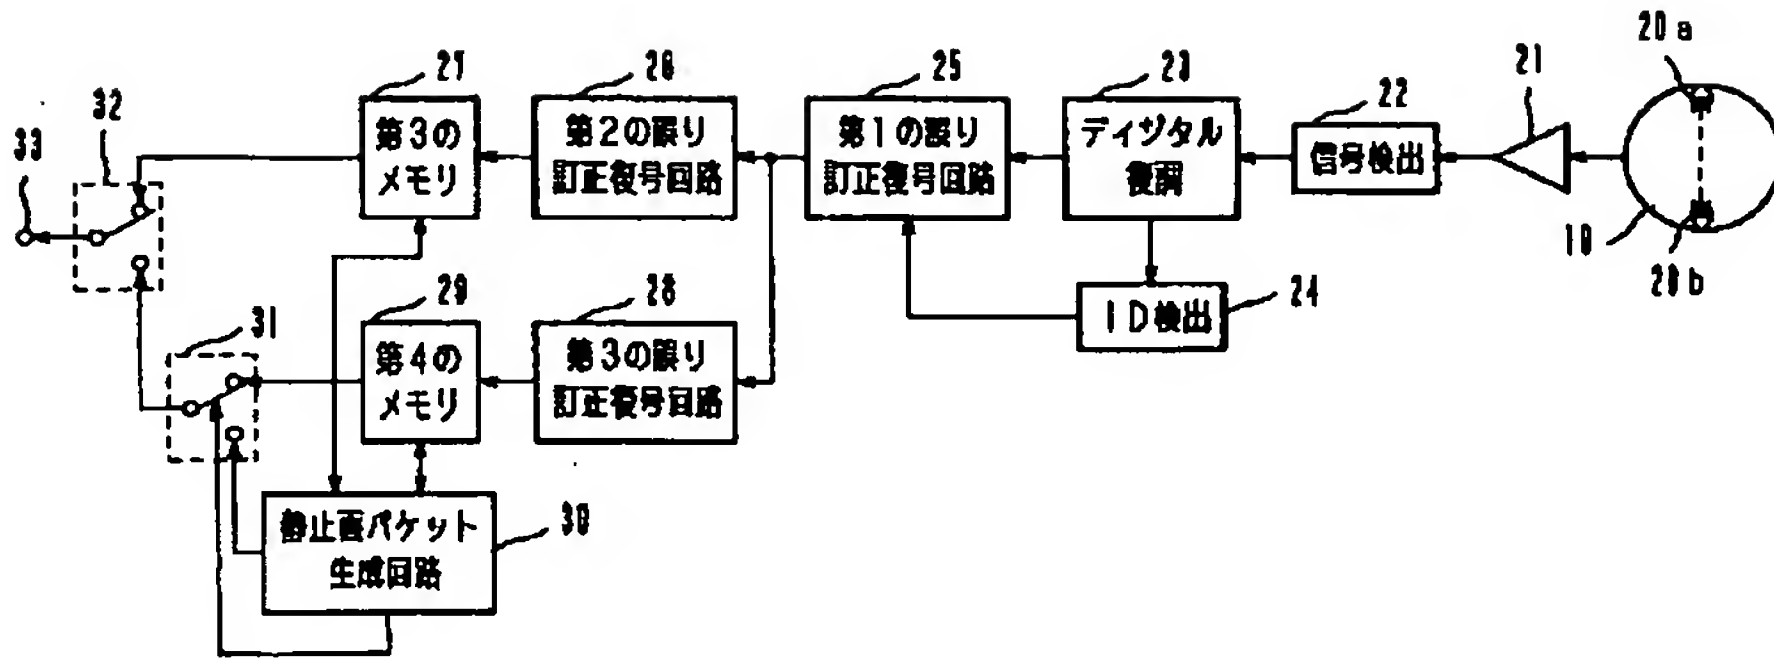 20a
27
26
25
23
21
32
22
33
第3の
メモリ
第2の誤り
訂正復号回路
第1の誤り
訂正復号回路
ディジタル
復調
信号検出
10
20b
29
28
24
31
ID検出
第4の
メモリ
第3の誤り
訂正復号回路
静止画パケット
生成回路
30